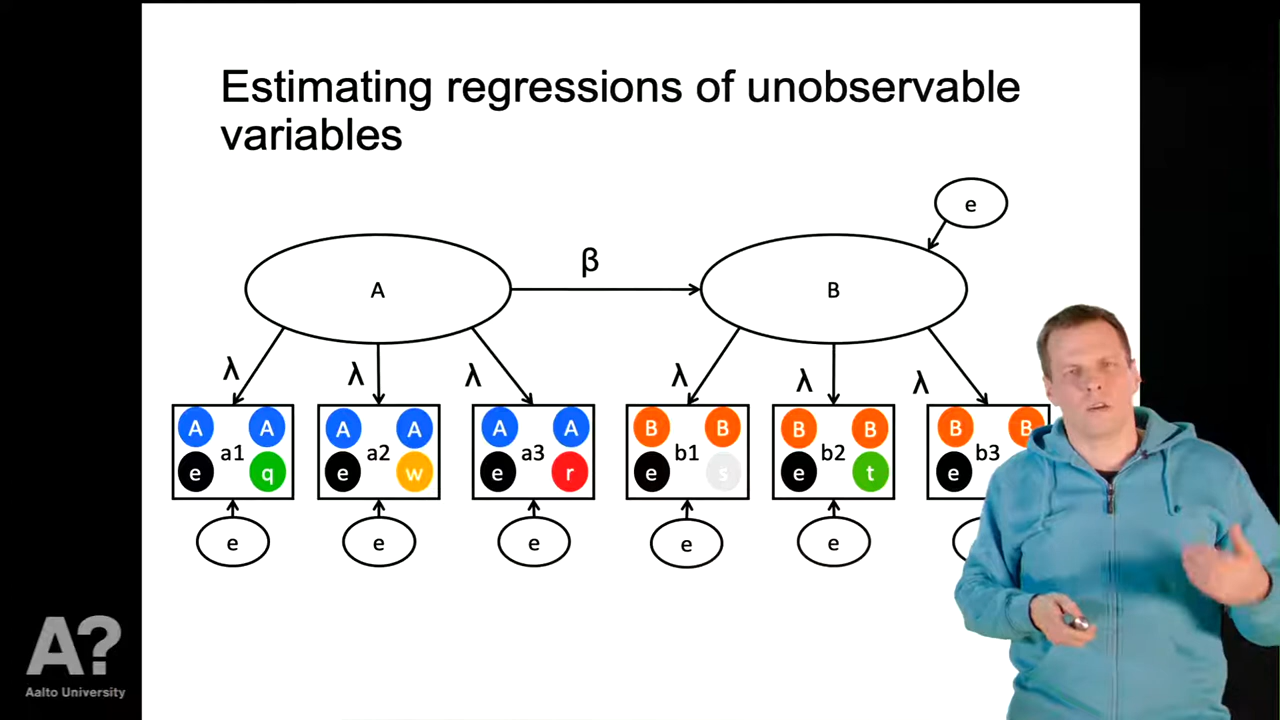 Estimating regressions of unobservable
variables
e
β
A
B
λ λ λ λ λ λ
A A A A A A B B B B B B
a1 a2 a3 b1 b2 b3
e q e w e r e s e t e
e e e e e
A?
Aalto University